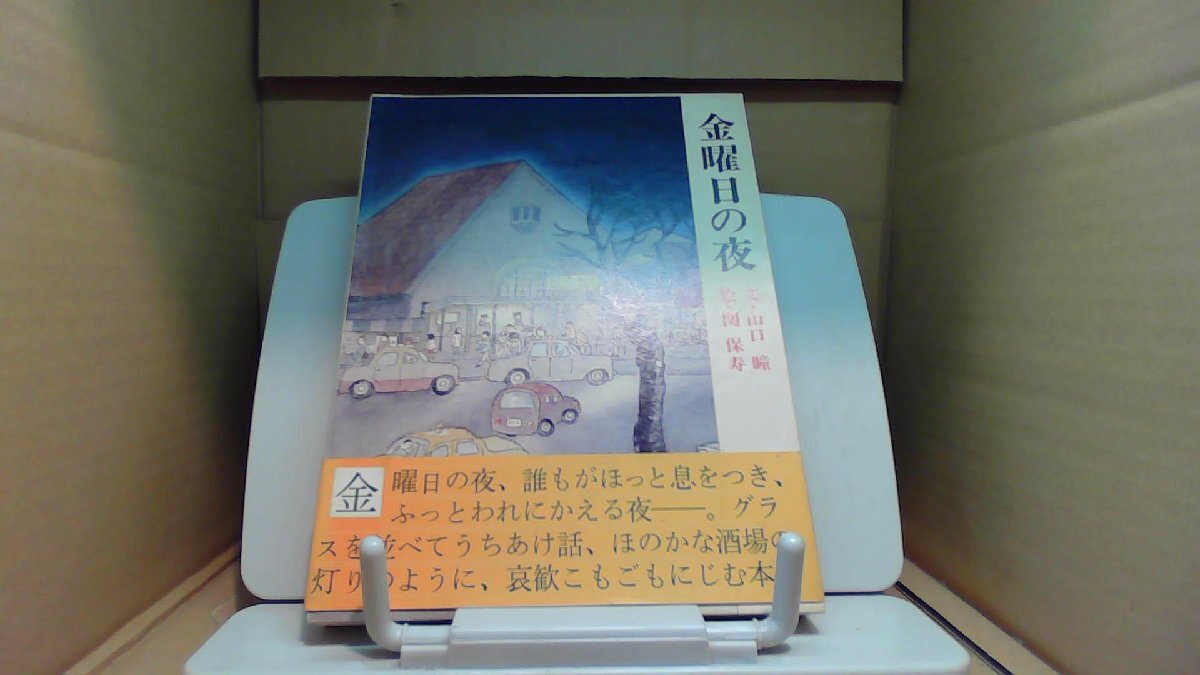 金曜日の夜
文・山口 瞳
絵・関 保寿
金曜日の夜、誰もがほっと息をつき、
ふっとわれにかえる夜――。グラ
スを並べてうちあけ話、ほのかな酒場の
灯りのように、哀歓こもごもにじむ本